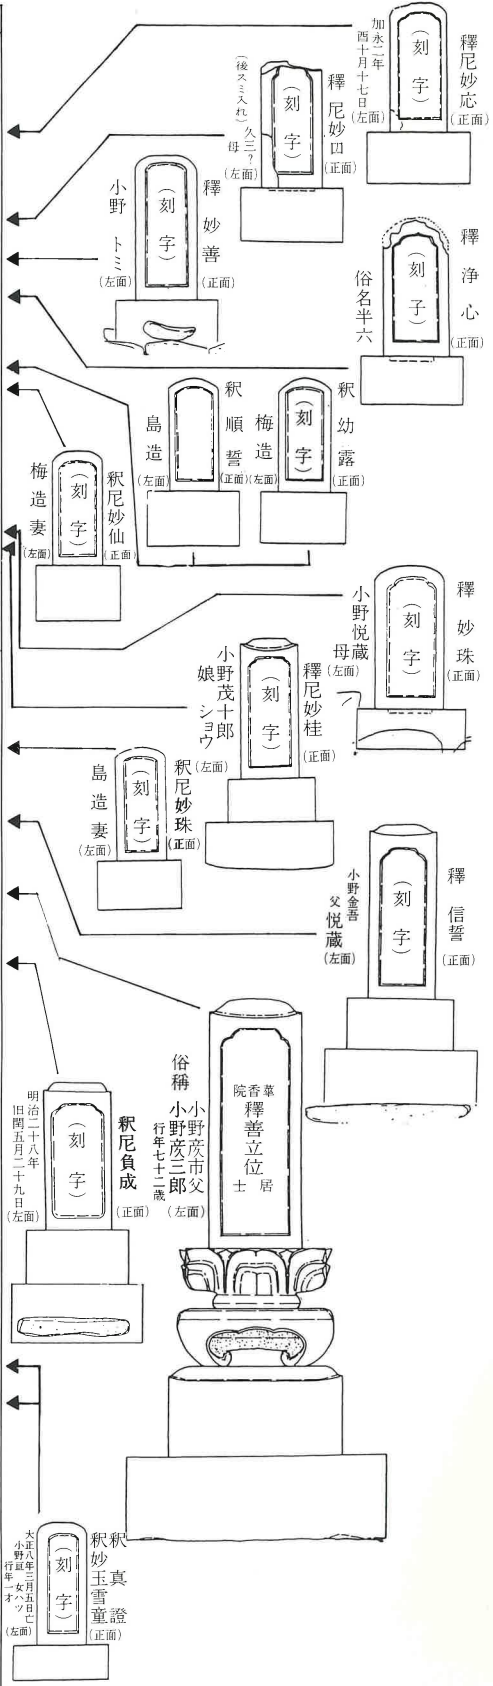 釋尼妙応
（正面）
（刻字）
加永二年
酉十月十七日
（左面）
釋尼妙口
（正面）
（刻字）
（後スミ入れ）
久三？
母
（左面）
釋妙善
（正面）
（刻字）
小野
トミ
（左面）
釋浄心
（正面）
（刻子）
俗名半六
釈幼露
（正面）
（刻字）
梅造
（左面）
釈順誓
（正面）
島造
（左面）
釈尼妙仙
（正面）
（刻字）
梅造妻
（左面）
釋妙珠
（正面）
（刻字）
小野悦蔵
母
（左面）
釋尼妙桂
（正面）
（刻字）
小野茂十郎
娘　ショウ
（左面）
釈尼妙珠
（正面）
（刻字）
島造妻
（左面）
釋信誓
（正面）
（刻字）
小野金吾
父　悦蔵
（左面）
華香院
釋善立位
居士
俗稱
小野彦市父
小野彦三郎
行年七十二歳
（左面）
釈尼負成
（正面）
（刻字）
明治二十八年
旧閏五月二十九日
（左面）
釈真證
釈妙玉雪童
（正面）
（刻字）
大正八年三月五日亡
小野　女ハツ
行年一才
（左面）